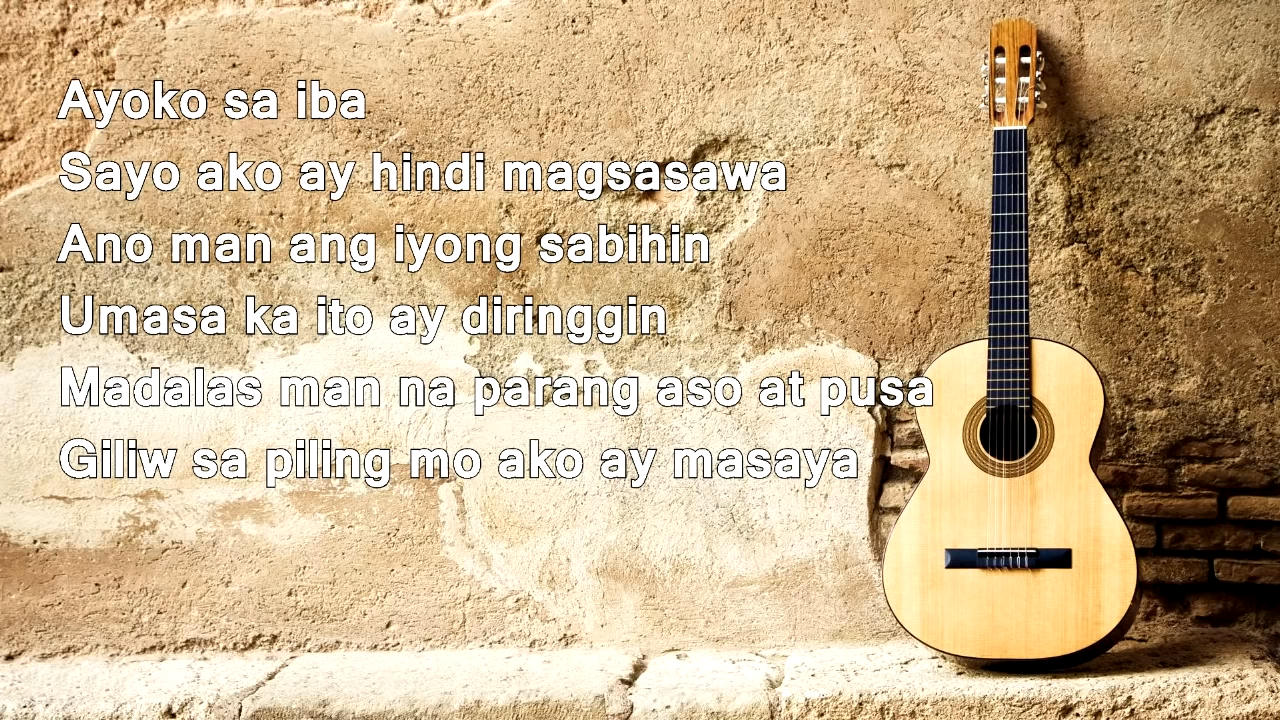 Ayoko sa iba
Sayo ako ay hindi magsasawa
Ano man ang iyong sabihin
Umasa ka ito ay diringgin
Madalas man na parang aso at pusa
Giliw sa piling mo ako ay masaya